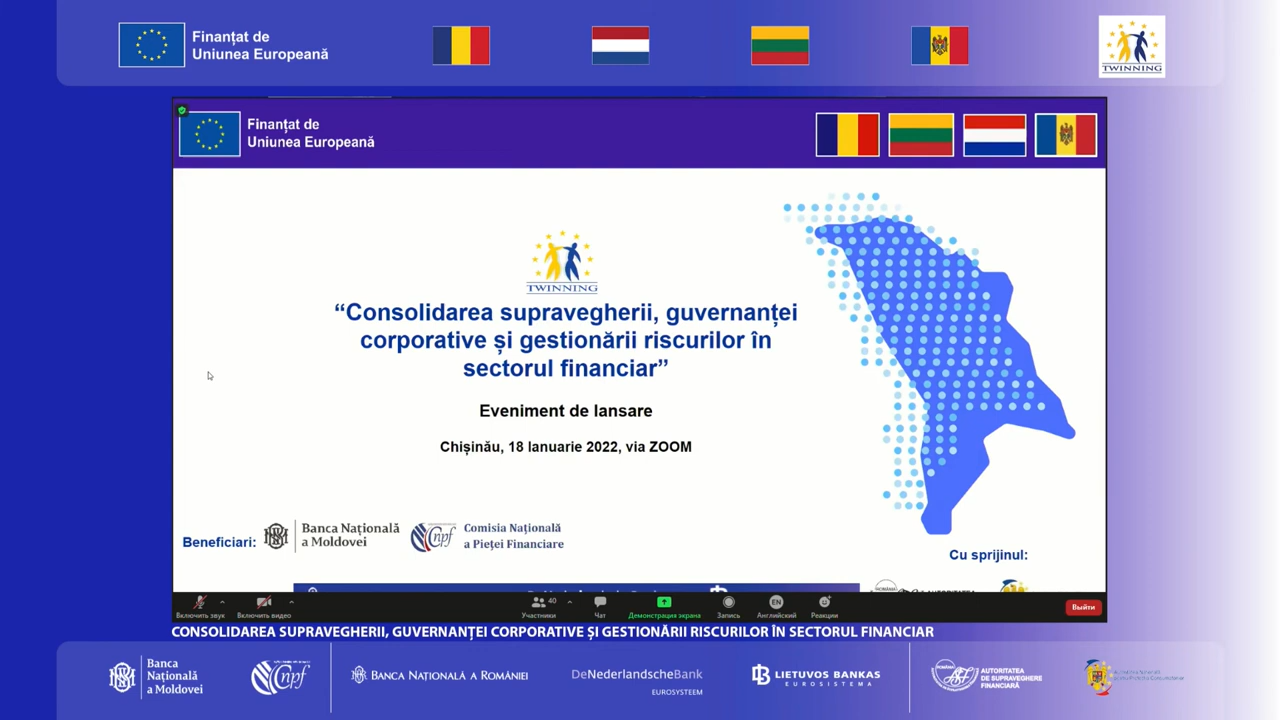 Finanțat de
Uniunea Europeană
TWINNING
Finanțat de
Uniunea Europeană
TWINNING
“Consolidarea supravegherii, guvernanței
corporative și gestionării riscurilor în
sectorul financiar”
Eveniment de lansare
Chișinău, 18 Ianuarie 2022, via ZOOM
Beneficiari:
Banca Națională
a Moldovei
cnpf
Comisia Națională
a Pieței Financiare
Cu sprijinul:
Включить звук
Включить видео
40
Участники
Чат
Демонстрация экрана
Запись
EN
Английский
Реакции
Выйти
CONSOLIDAREA SUPRAVEGHERII, GUVERNANȚEI CORPORATIVE ȘI GESTIONĂRII RISCURILOR ÎN SECTORUL FINANCIAR
Banca
Națională
a Moldovei
cnpf
BANCA NAȚIONALĂ A ROMÂNIEI
DeNederlandscheBank
EUROSYSTEEM
LIETUVOS BANKAS
EUROSISTEMA
ASF
AUTORITATEA
DE SUPRAVEGHERE
FINANCIARĂ